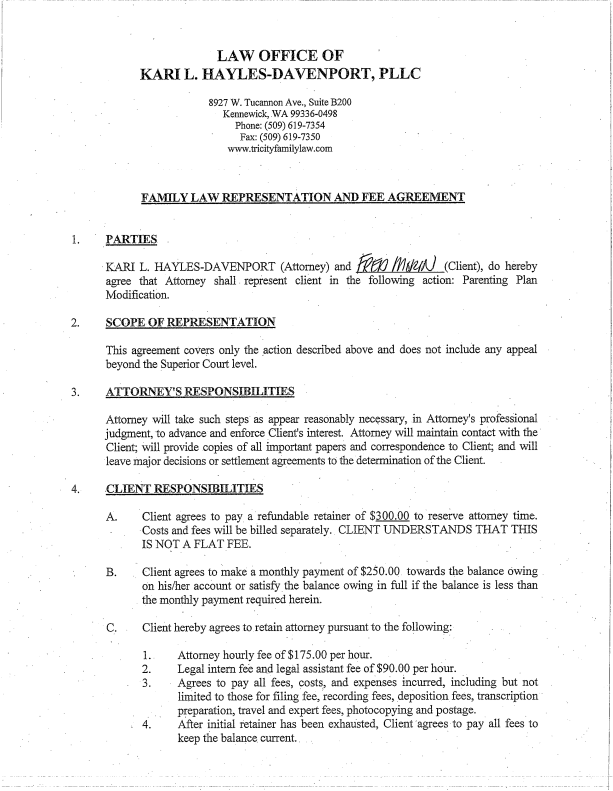 LAW OFFICE OF
KARI L. HAYLES-DAVENPORT, PLLC
8927 W. Tucannon Ave., Suite B200
Kennewick, WA 99336-0498
Phone: (509) 619-7354
Fax: (509) 619-7350
www.tricityfamilylaw.com
FAMILY LAW REPRESENTATION AND FEE AGREEMENT
1. PARTIES
KARI L. HAYLES-DAVENPORT (Attorney) and FRED (Client), do hereby
agree that Attorney shall represent client in the following action: Parenting Plan
Modification.
2. SCOPE OF REPRESENTATION
This agreement covers only the action described above and does not include any appeal
beyond the Superior Court level.
3. ATTORNEY'S RESPONSIBILITIES
Attorney will take such steps as appear reasonably necessary, in Attorney's professional
judgment, to advance and enforce Client's interest. Attorney will maintain contact with the
Client; will provide copies of all important papers and correspondence to Client; and will
leave major decisions or settlement agreements to the determination of the Client.
4. CLIENT RESPONSIBILITIES
A. Client agrees to pay a refundable retainer of $300.00 to reserve attorney time.
Costs and fees will be billed separately. CLIENT UNDERSTANDS THAT THIS
IS NOT A FLAT FEE.
B. Client agrees to make a monthly payment of $250.00 towards the balance owing
on his/her account or satisfy the balance owing in full if the balance is less than
the monthly payment required herein.
C. Client hereby agrees to retain attorney pursuant to the following:
1. Attorney hourly fee of $175.00 per hour.
2. Legal intern fee and legal assistant fee of $90.00 per hour.
3. Agrees to pay all fees, costs, and expenses incurred, including but not
limited to those for filing fee, recording fees, deposition fees, transcription
preparation, travel and expert fees, photocopying and postage.
4. After initial retainer has been exhausted, Client agrees to pay all fees to
keep the balance current.